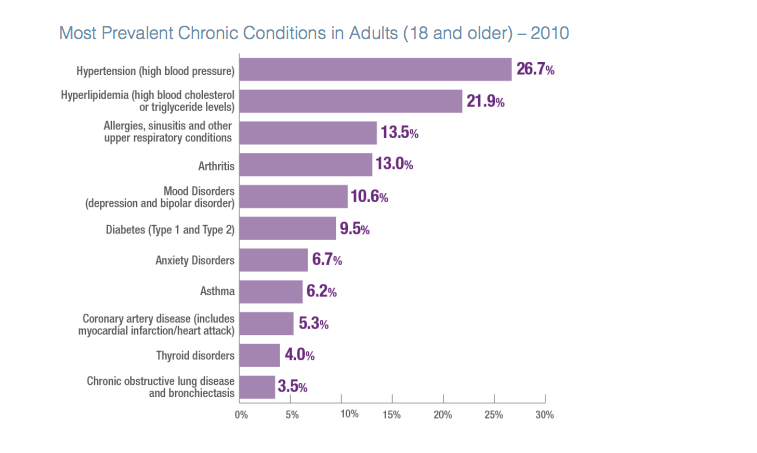 Most Prevalent Chronic Conditions in Adults (18 and older) – 2010
Hypertension (high blood pressure)
26.7%
Hyperlipidemia (high blood cholesterol
or triglyceride levels)
21.9%
Allergies, sinusitis and other
upper respiratory conditions
13.5%
Arthritis
13.0%
Mood Disorders
(depression and bipolar disorder)
10.6%
Diabetes (Type 1 and Type 2)
9.5%
Anxiety Disorders
6.7%
Asthma
6.2%
Coronary artery disease (includes
myocardial infarction/heart attack)
5.3%
Thyroid disorders
4.0%
Chronic obstructive lung disease
and bronchiectasis
3.5%
0% 5% 10% 15% 20% 25% 30%